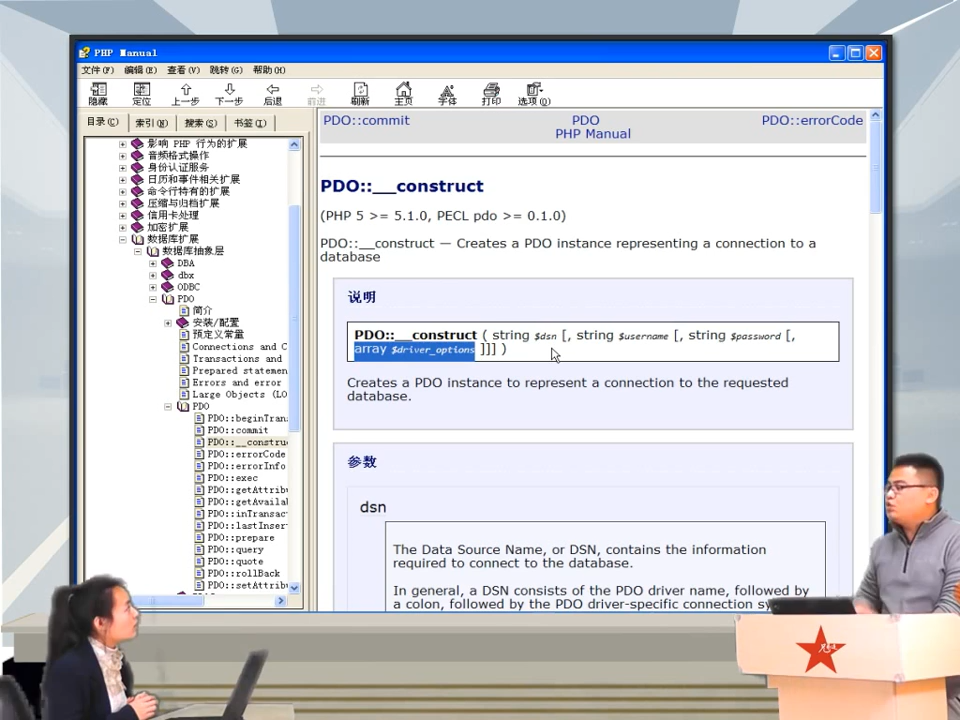 PHP Manual
文件(F) 编辑(E) 查看(V) 跳转(G) 帮助(H)
隐藏 定位 上一步 下一步 后退 前进 刷新 主页 字体 打印 选项(O)
目录(C) 索引(N) 搜索(S) 书签(I)
影响 PHP 行为的扩展
音频格式操作
身份认证服务
日历和事件相关扩展
命令行特有的扩展
压缩与归档扩展
信用卡处理
加密扩展
数据库扩展
数据库抽象层
DBA
dbx
ODBC
PDO
简介
安装/配置
预定义常量
Connections and C
Transactions and
Prepared statemen
Errors and error
Large Objects (LO
PDO
PDO::beginTran
PDO::commit
PDO::__constru
PDO::errorCode
PDO::errorInfo
PDO::exec
PDO::getAttrib
PDO::getAvaila
PDO::inTransac
PDO::lastInser
PDO::prepare
PDO::query
PDO::quote
PDO::rollBack
PDO::setAttrib
PDO::commit PDO PDO::errorCode
PHP Manual
PDO::__construct
(PHP 5 >= 5.1.0, PECL pdo >= 0.1.0)
PDO::__construct — Creates a PDO instance representing a connection to a
database
说明
PDO::__construct ( string $dsn [, string $username [, string $password [,
array $driver_options ]]] )
Creates a PDO instance to represent a connection to the requested
database.
参数
dsn
The Data Source Name, or DSN, contains the information
required to connect to the database.
In general, a DSN consists of the PDO driver name, followed by
a colon, followed by the PDO driver-specific connection sy